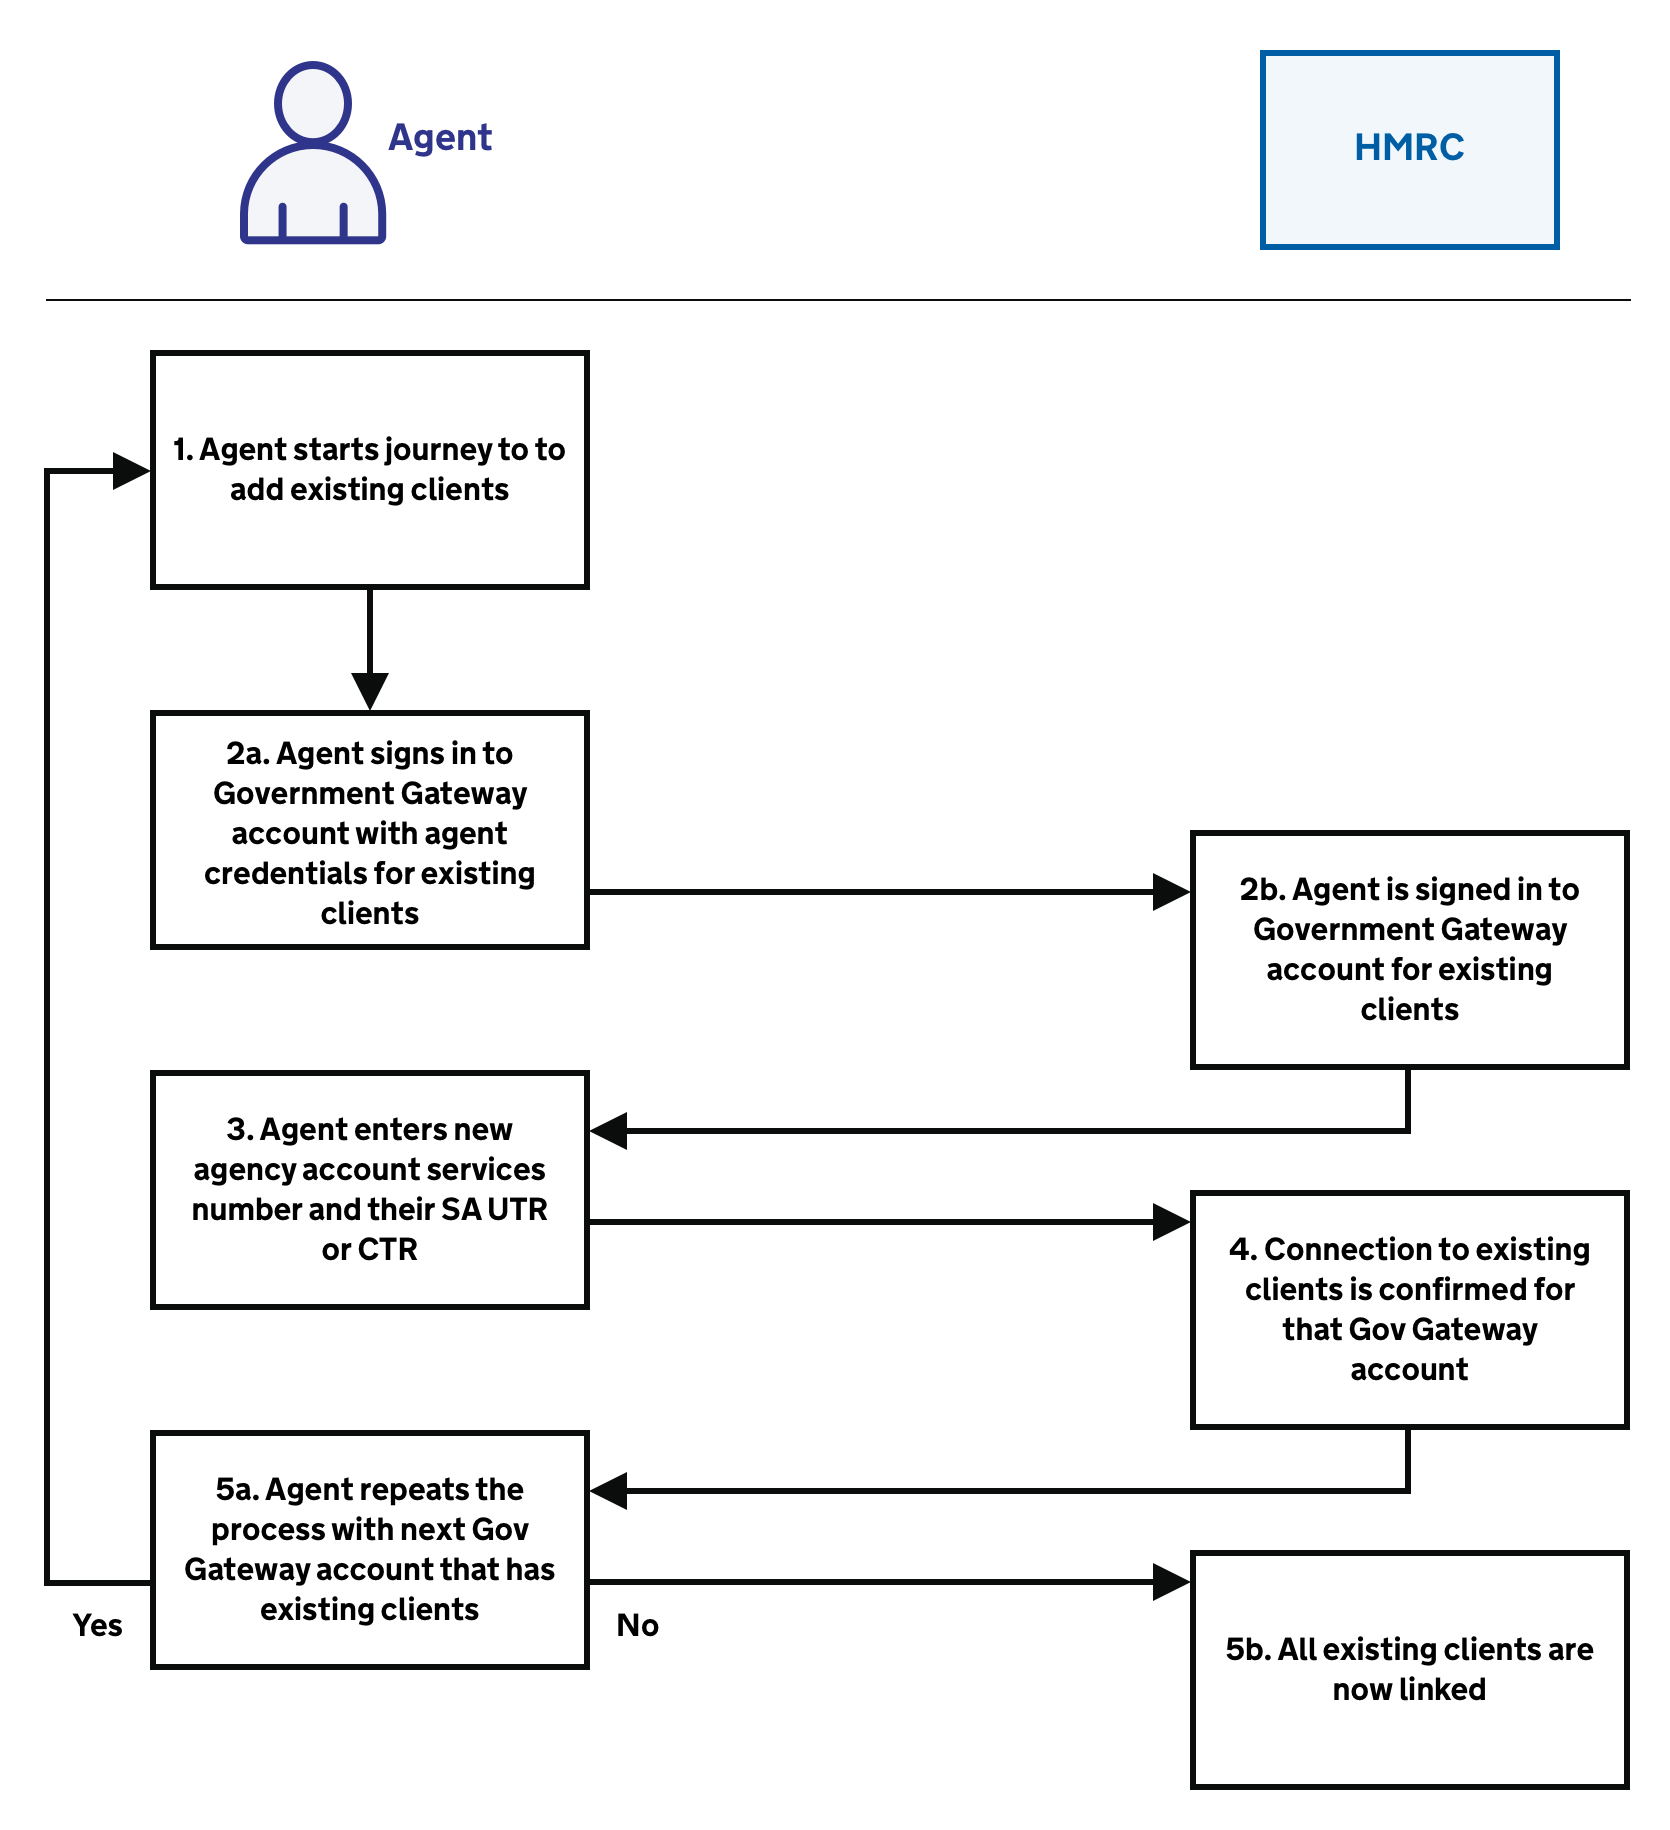 Agent
HMRC
1. Agent starts journey to to
add existing clients
2a. Agent signs in to
Government Gateway
account with agent
credentials for existing
clients
2b. Agent is signed in to
Government Gateway
account for existing
clients
3. Agent enters new
agency account services
number and their SA UTR
or CTR
4. Connection to existing
clients is confirmed for
that Gov Gateway
account
5a. Agent repeats the
process with next Gov
Gateway account that has
existing clients
Yes
No
5b. All existing clients are
now linked